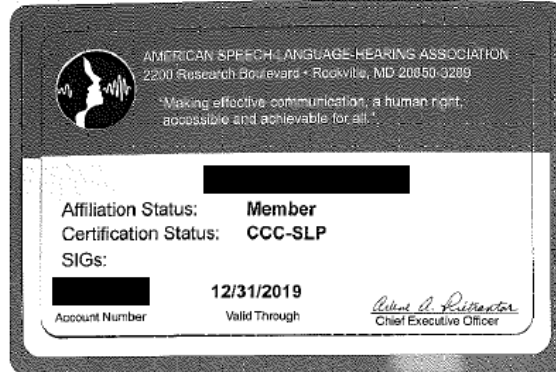 AMERICAN SPEECH-LANGUAGE-HEARING ASSOCIATION
2200 Research Boulevard • Rockville, MD 20850-3289
"Making effective communication, a human right,
accessible and achievable for all."
Affiliation Status: Member
Certification Status: CCC-SLP
SIGs:
12/31/2019
Account Number Valid Through
Arlene A. Pietranton
Chief Executive Officer